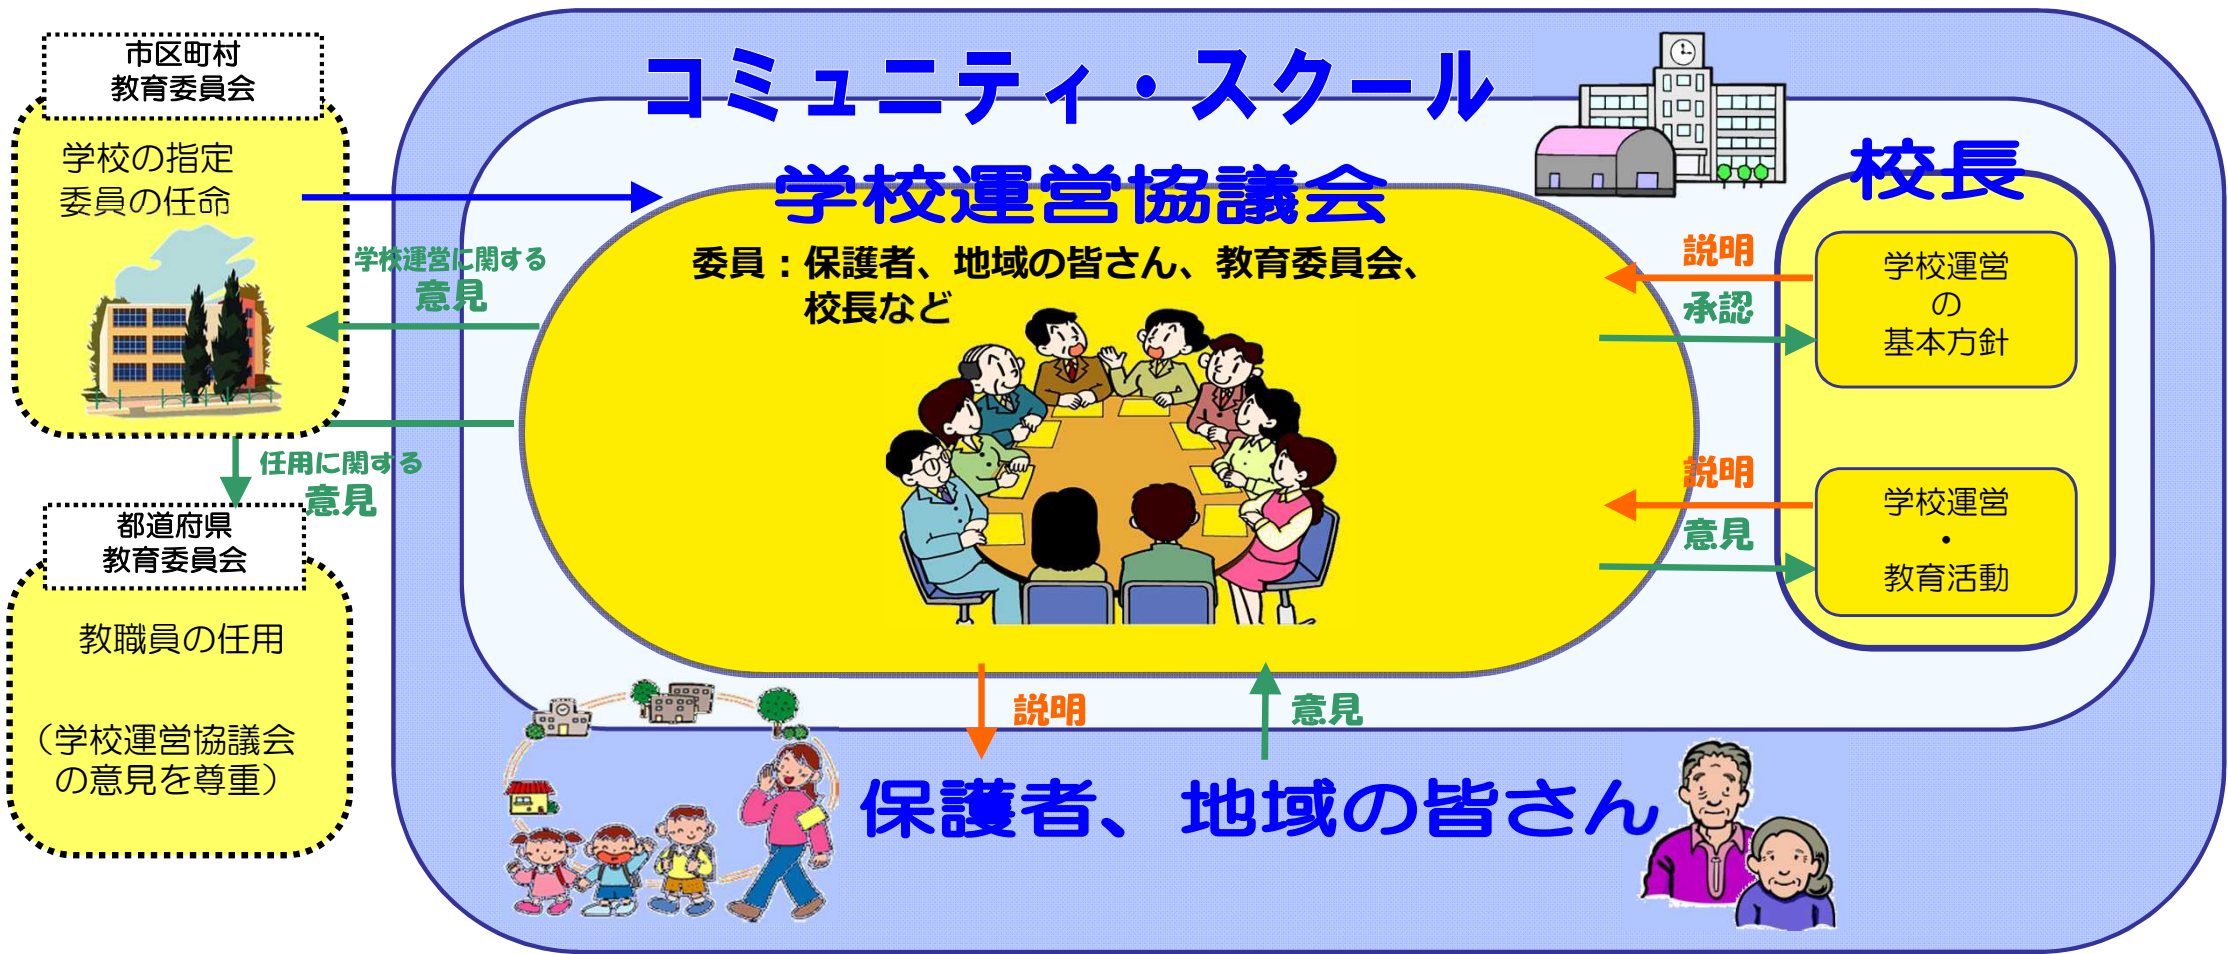 コミュニティ・スクール
市区町村
教育委員会
学校の指定
委員の任命
学校運営に関する
意見
任用に関する
意見
都道府県
教育委員会
教職員の任用
（学校運営協議会
の意見を尊重）
学校運営協議会
委員：保護者、地域の皆さん、教育委員会、
校長など
校長
説明
承認
学校運営
の
基本方針
説明
意見
学校運営
・
教育活動
説明
意見
保護者、地域の皆さん